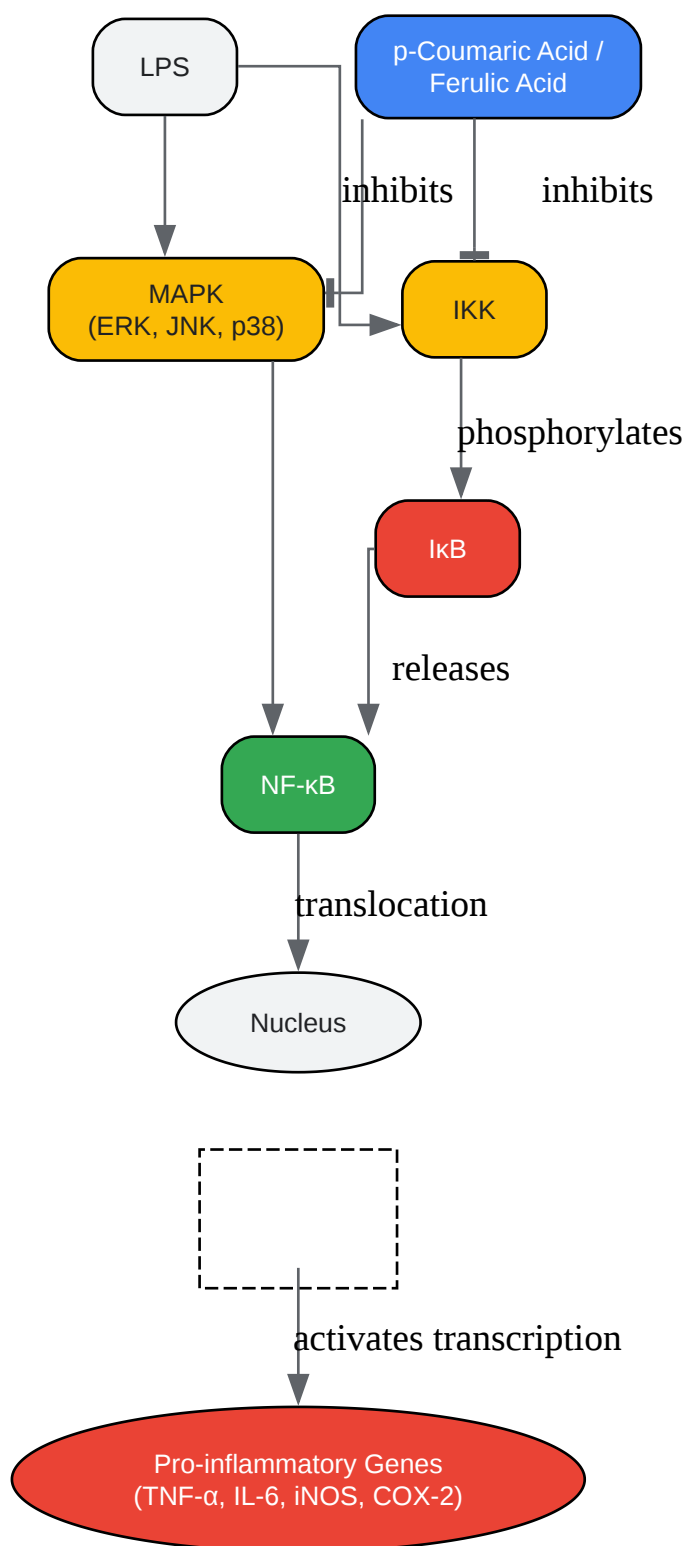 LPS
p-Coumaric Acid /
Ferulic Acid
inhibits
inhibits
MAPK
(ERK, JNK, p38)
IKK
phosphorylates
IκB
releases
NF-κB
translocation
Nucleus
activates transcription
Pro-inflammatory Genes
(TNF-α, IL-6, iNOS, COX-2)